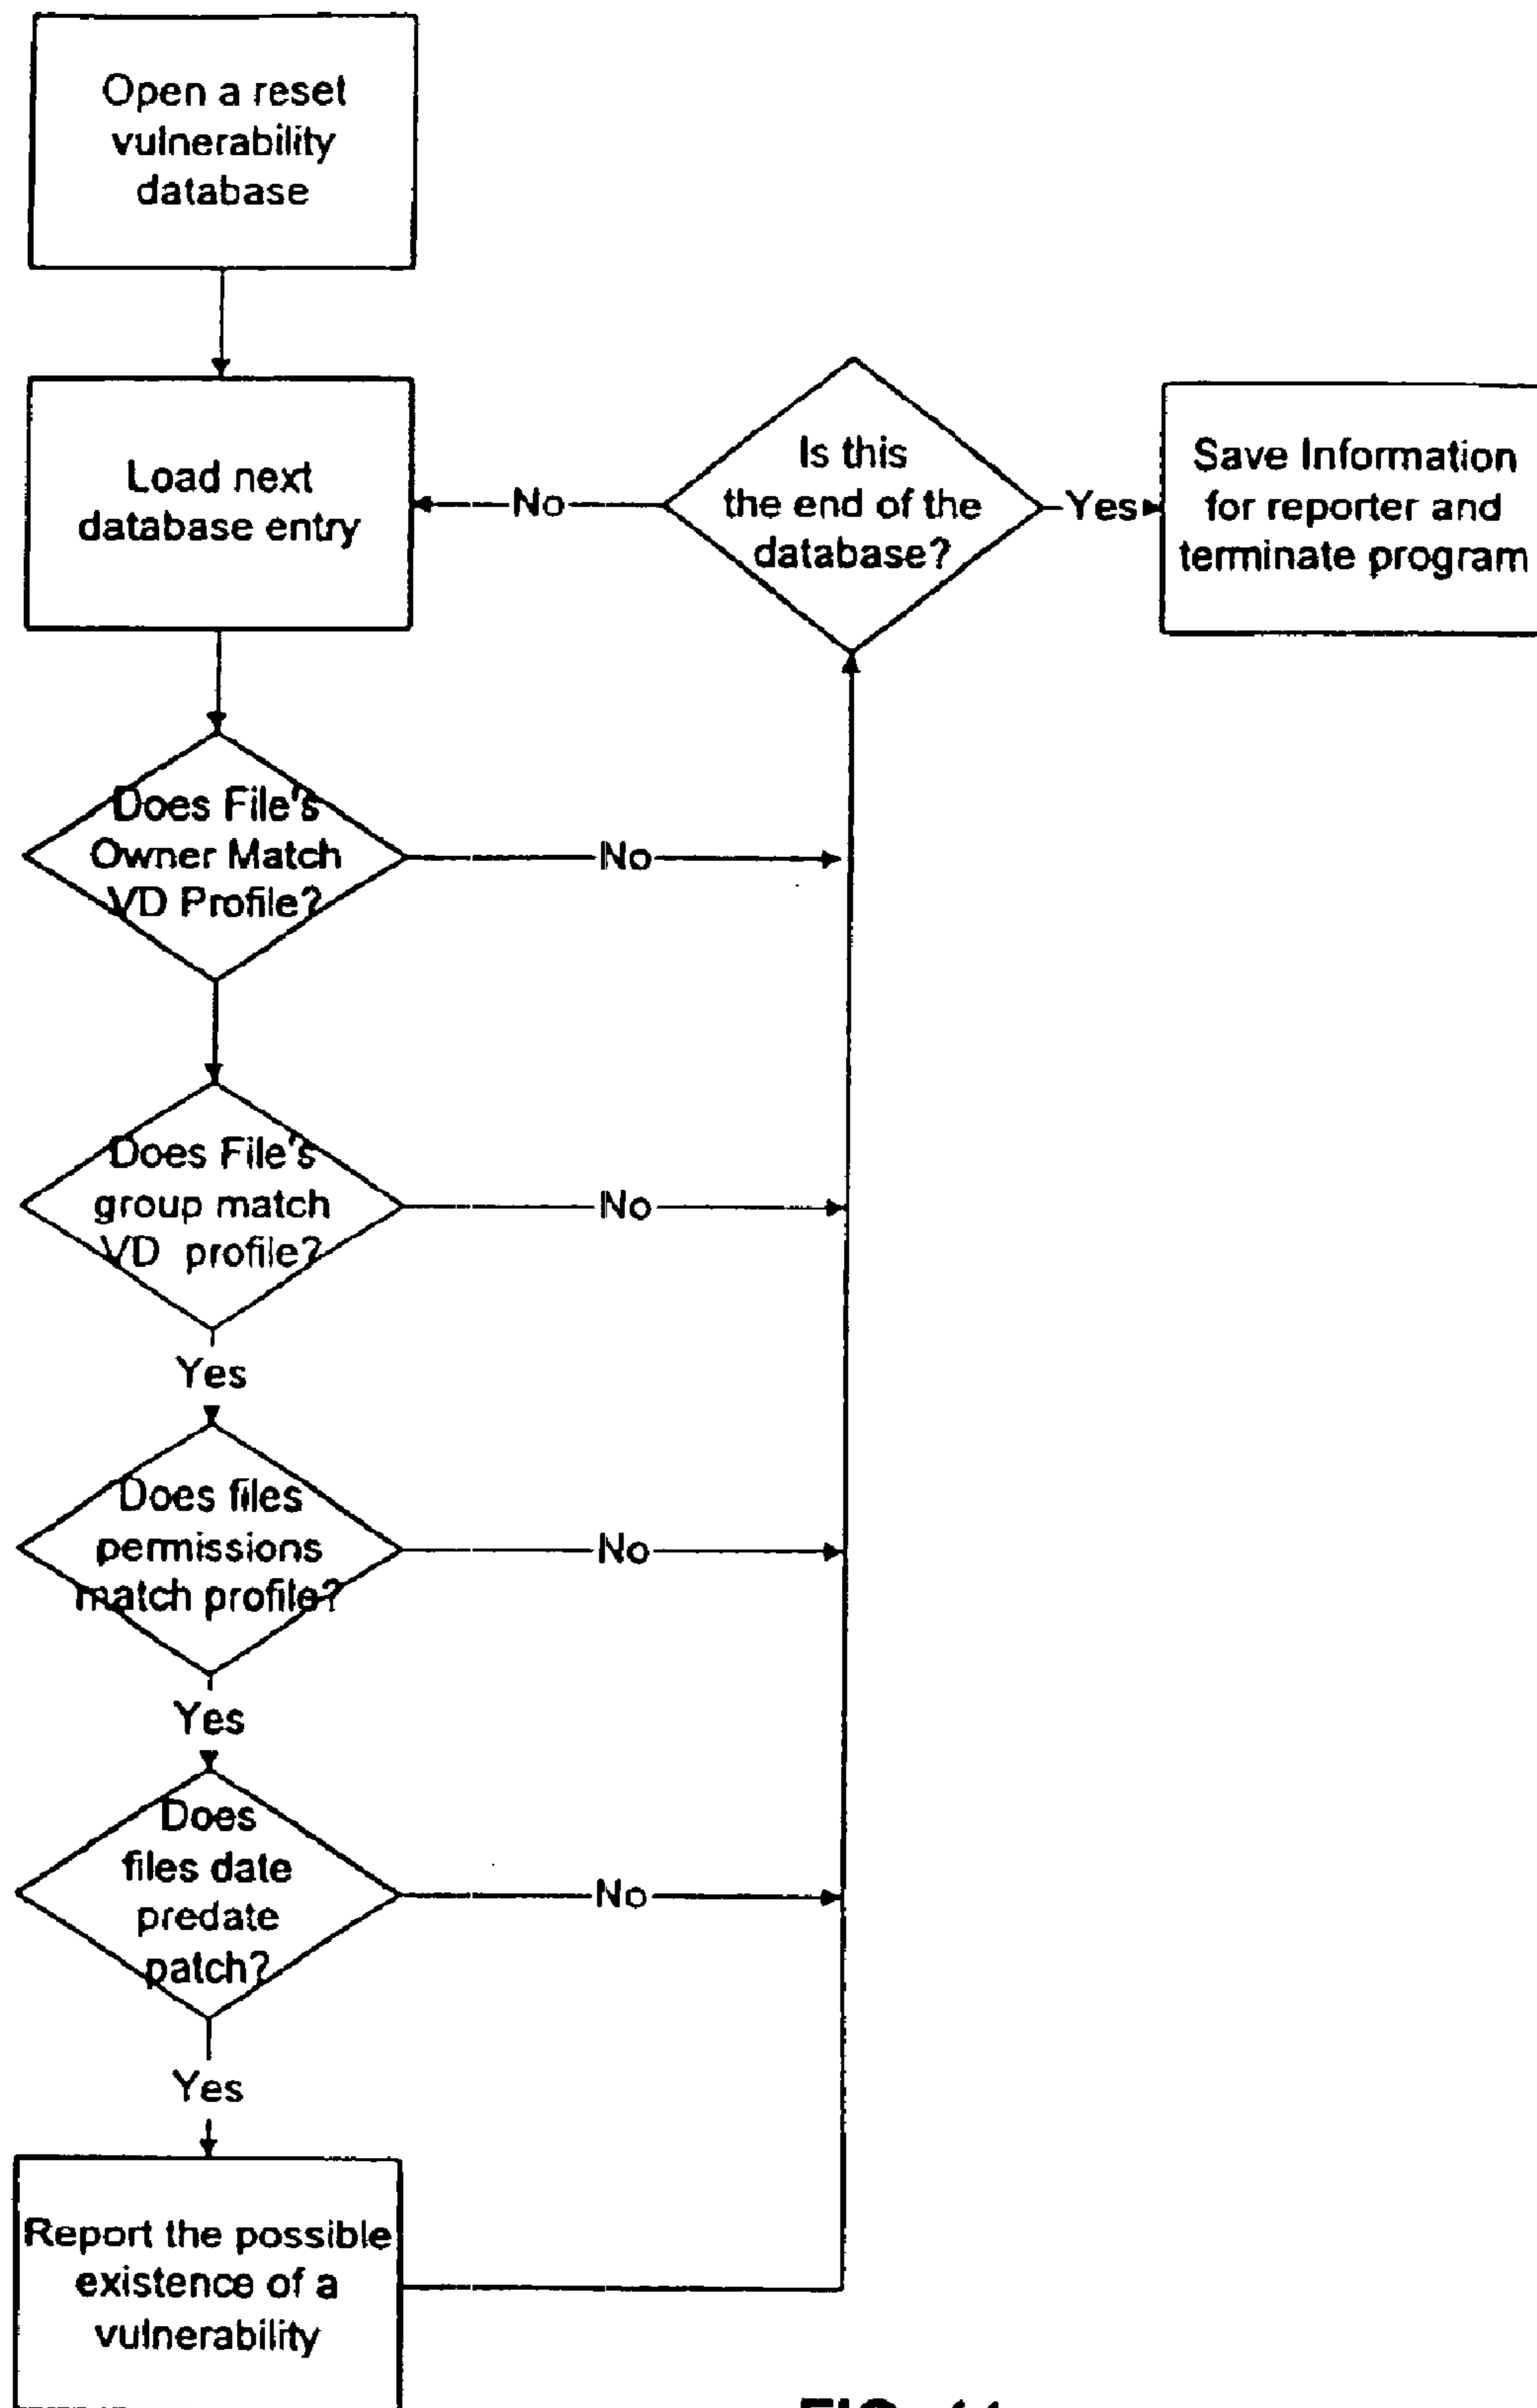 Open a reset
vulnerability
database
Load next
database entry
No
Is this
the end of the
database?
Yes
Save Information
for reporter and
terminate program
Does File's
Owner Match
VD Profile?
No
Does File's
group match
VD profile?
No
Yes
Does files
permissions
match profile?
No
Yes
Does
files date
predate
patch?
No
Yes
Report the possible
existence of a
vulnerability